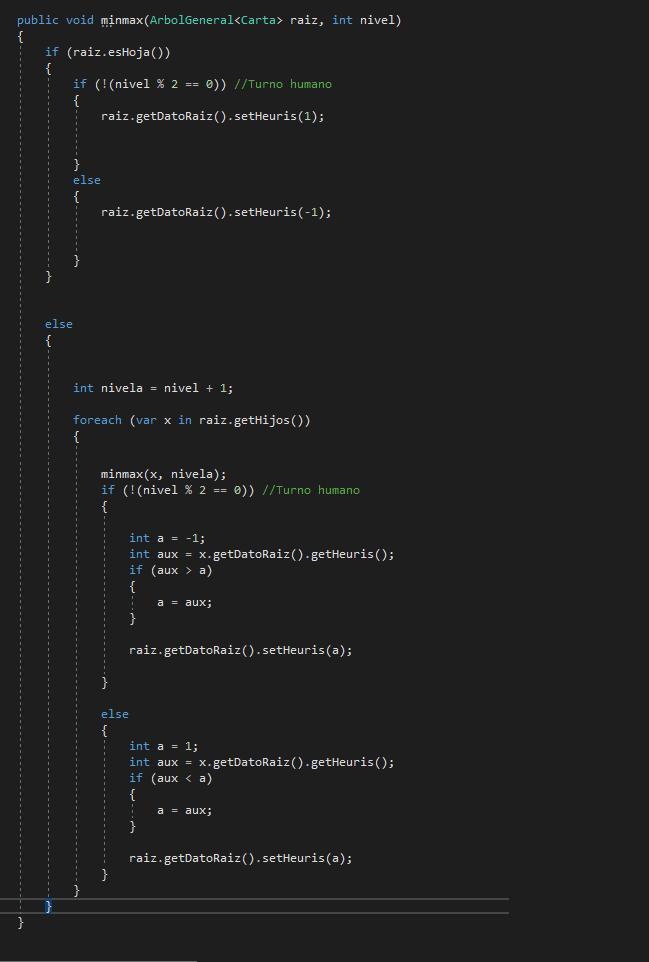 public void minmax(ArbolGeneral<Carta> raiz, int nivel)
{
if (raiz.esHoja())
{
if (!(nivel % 2 == 0)) //Turno humano
{
raiz.getDatoRaiz().setHeuris(1);
}
else
{
raiz.getDatoRaiz().setHeuris(-1);
}
}
else
{
int nivela = nivel + 1;
foreach (var x in raiz.getHijos())
{
minmax(x, nivela);
if (!(nivel % 2 == 0)) //Turno humano
{
int a = -1;
int aux = x.getDatoRaiz().getHeuris();
if (aux > a)
{
a = aux;
}
raiz.getDatoRaiz().setHeuris(a);
}
else
{
int a = 1;
int aux = x.getDatoRaiz().getHeuris();
if (aux < a)
{
a = aux;
}
raiz.getDatoRaiz().setHeuris(a);
}
}
}
}